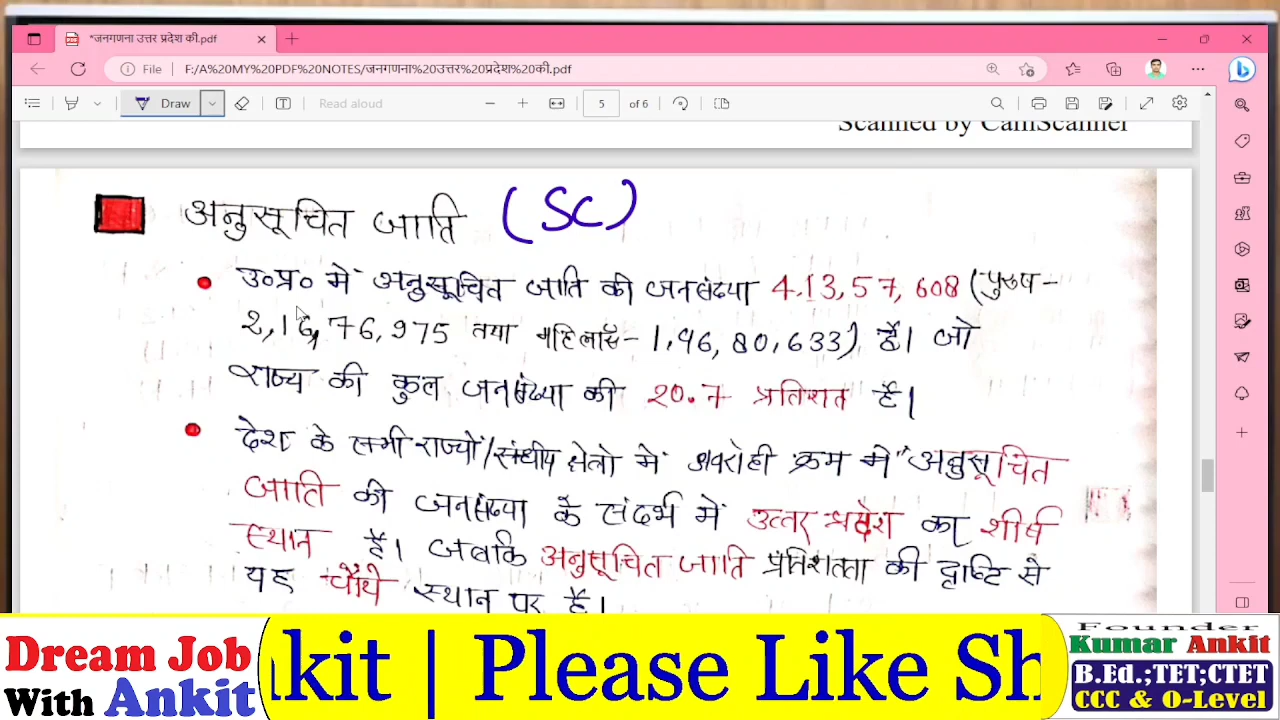 *जनगणना उत्तर प्रदेश की.pdf
File F:/A%20MY%20PDF%20NOTES/जनगणना%20उत्तर%20प्रदेश%20की.pdf
Draw Read aloud 5 of 6
Scanned by CamScanner
अनुसूचित जाति (SC)
उ०प्र० में अनुसूचित जाति की जनसंख्या 4,13,57,608 (पुरुष-
2,16,76,975 तथा महिलाएँ- 1,96,80,633) है। जो
राज्य की कुल जनसंख्या की 20.7 प्रतिशत है।
देश के सभी राज्यों/संघीय क्षेत्रो में अवरोही क्रम में "अनुसूचित
जाति की जनसंख्या के संदर्भ में उत्तर प्रदेश का शीर्ष
स्थान है। जबकि अनुसूचित जाति प्रतिशतता की दृष्टि से
यह चौथे स्थान पर है।
Dream Job
With Ankit
nkit | Please Like Sh
Founder
Kumar Ankit
B.Ed.;TET;CTET
CCC & O-Level